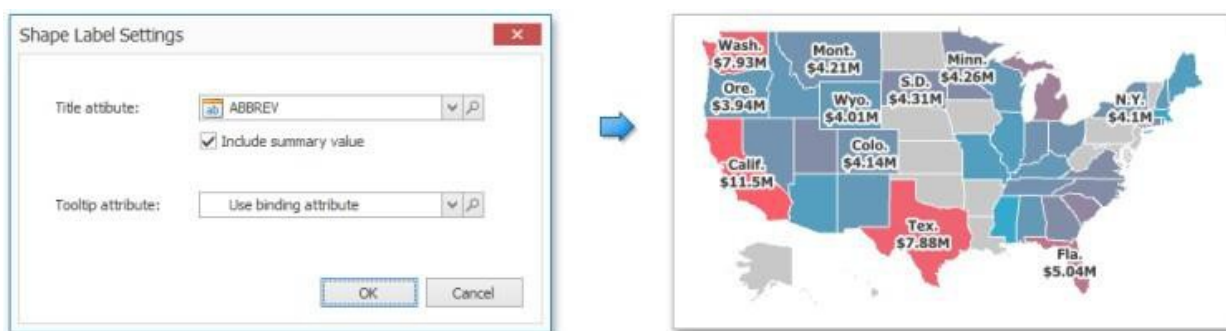 Shape Label Settings
Title attibute:
ab ABBREV
Include summary value
Tooltip attribute:
Use binding attribute
OK
Cancel
Wash.
$7.93M
Mont.
$4.21M
Minn.
$4.26M
Ore.
$3.94M
S.D.
$4.31M
Wyo.
$4.01M
N.Y.
$4.1M
Colo.
$4.14M
Calif.
$11.5M
Tex.
$7.88M
Fla.
$5.04M